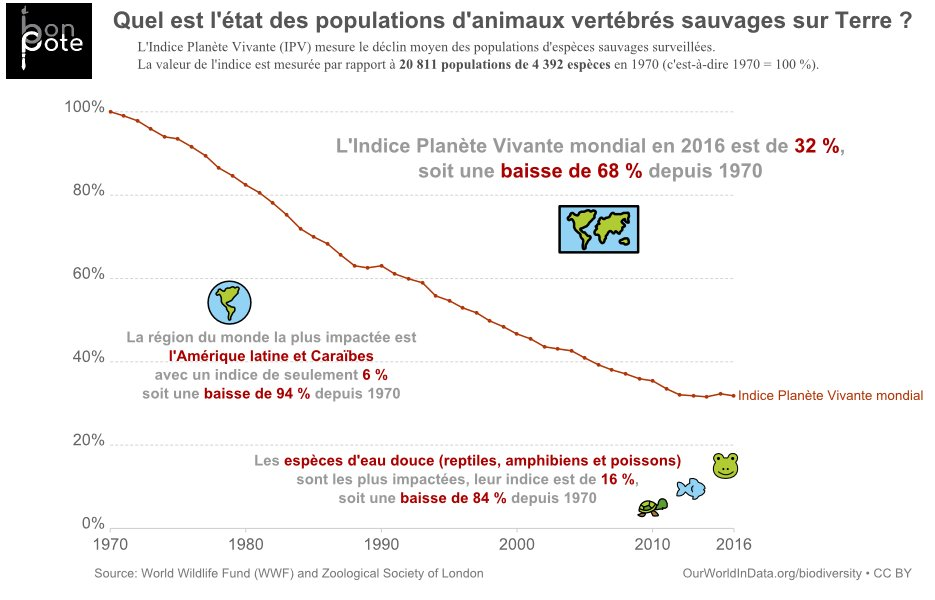 bon
pote
Quel est l'état des populations d'animaux vertébrés sauvages sur Terre ?
L'Indice Planète Vivante (IPV) mesure le déclin moyen des populations d'espèces sauvages surveillées.
La valeur de l'indice est mesurée par rapport à 20 811 populations de 4 392 espèces en 1970 (c'est-à-dire 1970 = 100 %).
100%
L'Indice Planète Vivante mondial en 2016 est de 32 %,
soit une baisse de 68 % depuis 1970
80%
60%
La région du monde la plus impactée est
l'Amérique latine et Caraïbes
avec un indice de seulement 6 %
soit une baisse de 94 % depuis 1970
40%
Indice Planète Vivante mondial
20%
Les espèces d'eau douce (reptiles, amphibiens et poissons)
sont les plus impactées, leur indice est de 16 %,
soit une baisse de 84 % depuis 1970
0%
1970 1980 1990 2000 2010 2016
Source: World Wildlife Fund (WWF) and Zoological Society of London
OurWorldInData.org/biodiversity • CC BY